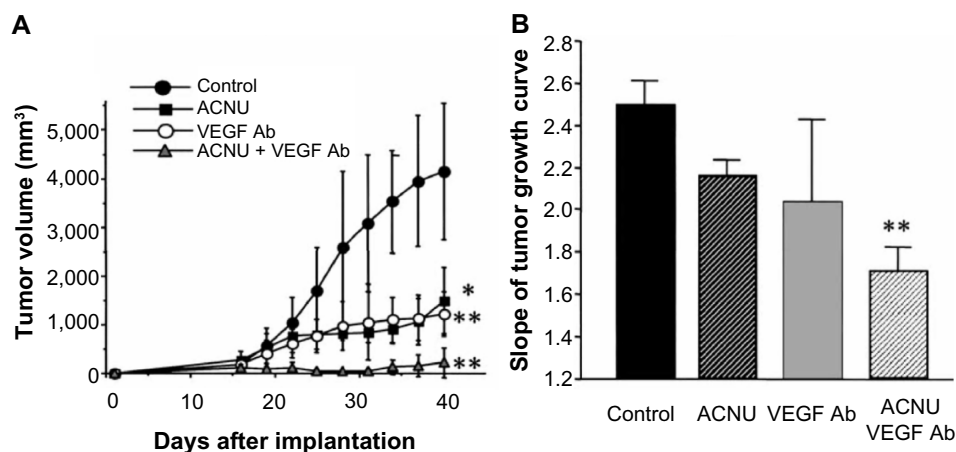 A
Control
ACNU
VEGF Ab
ACNU + VEGF Ab
Tumor volume (mm³)
5,000
4,000
3,000
2,000
1,000
0
0
10
20
30
40
*
**
**
Days after implantation
B
Slope of tumor growth curve
2.8
2.6
2.4
2.2
2.0
1.8
1.6
1.4
1.2
**
Control
ACNU
VEGF Ab
ACNU
VEGF Ab